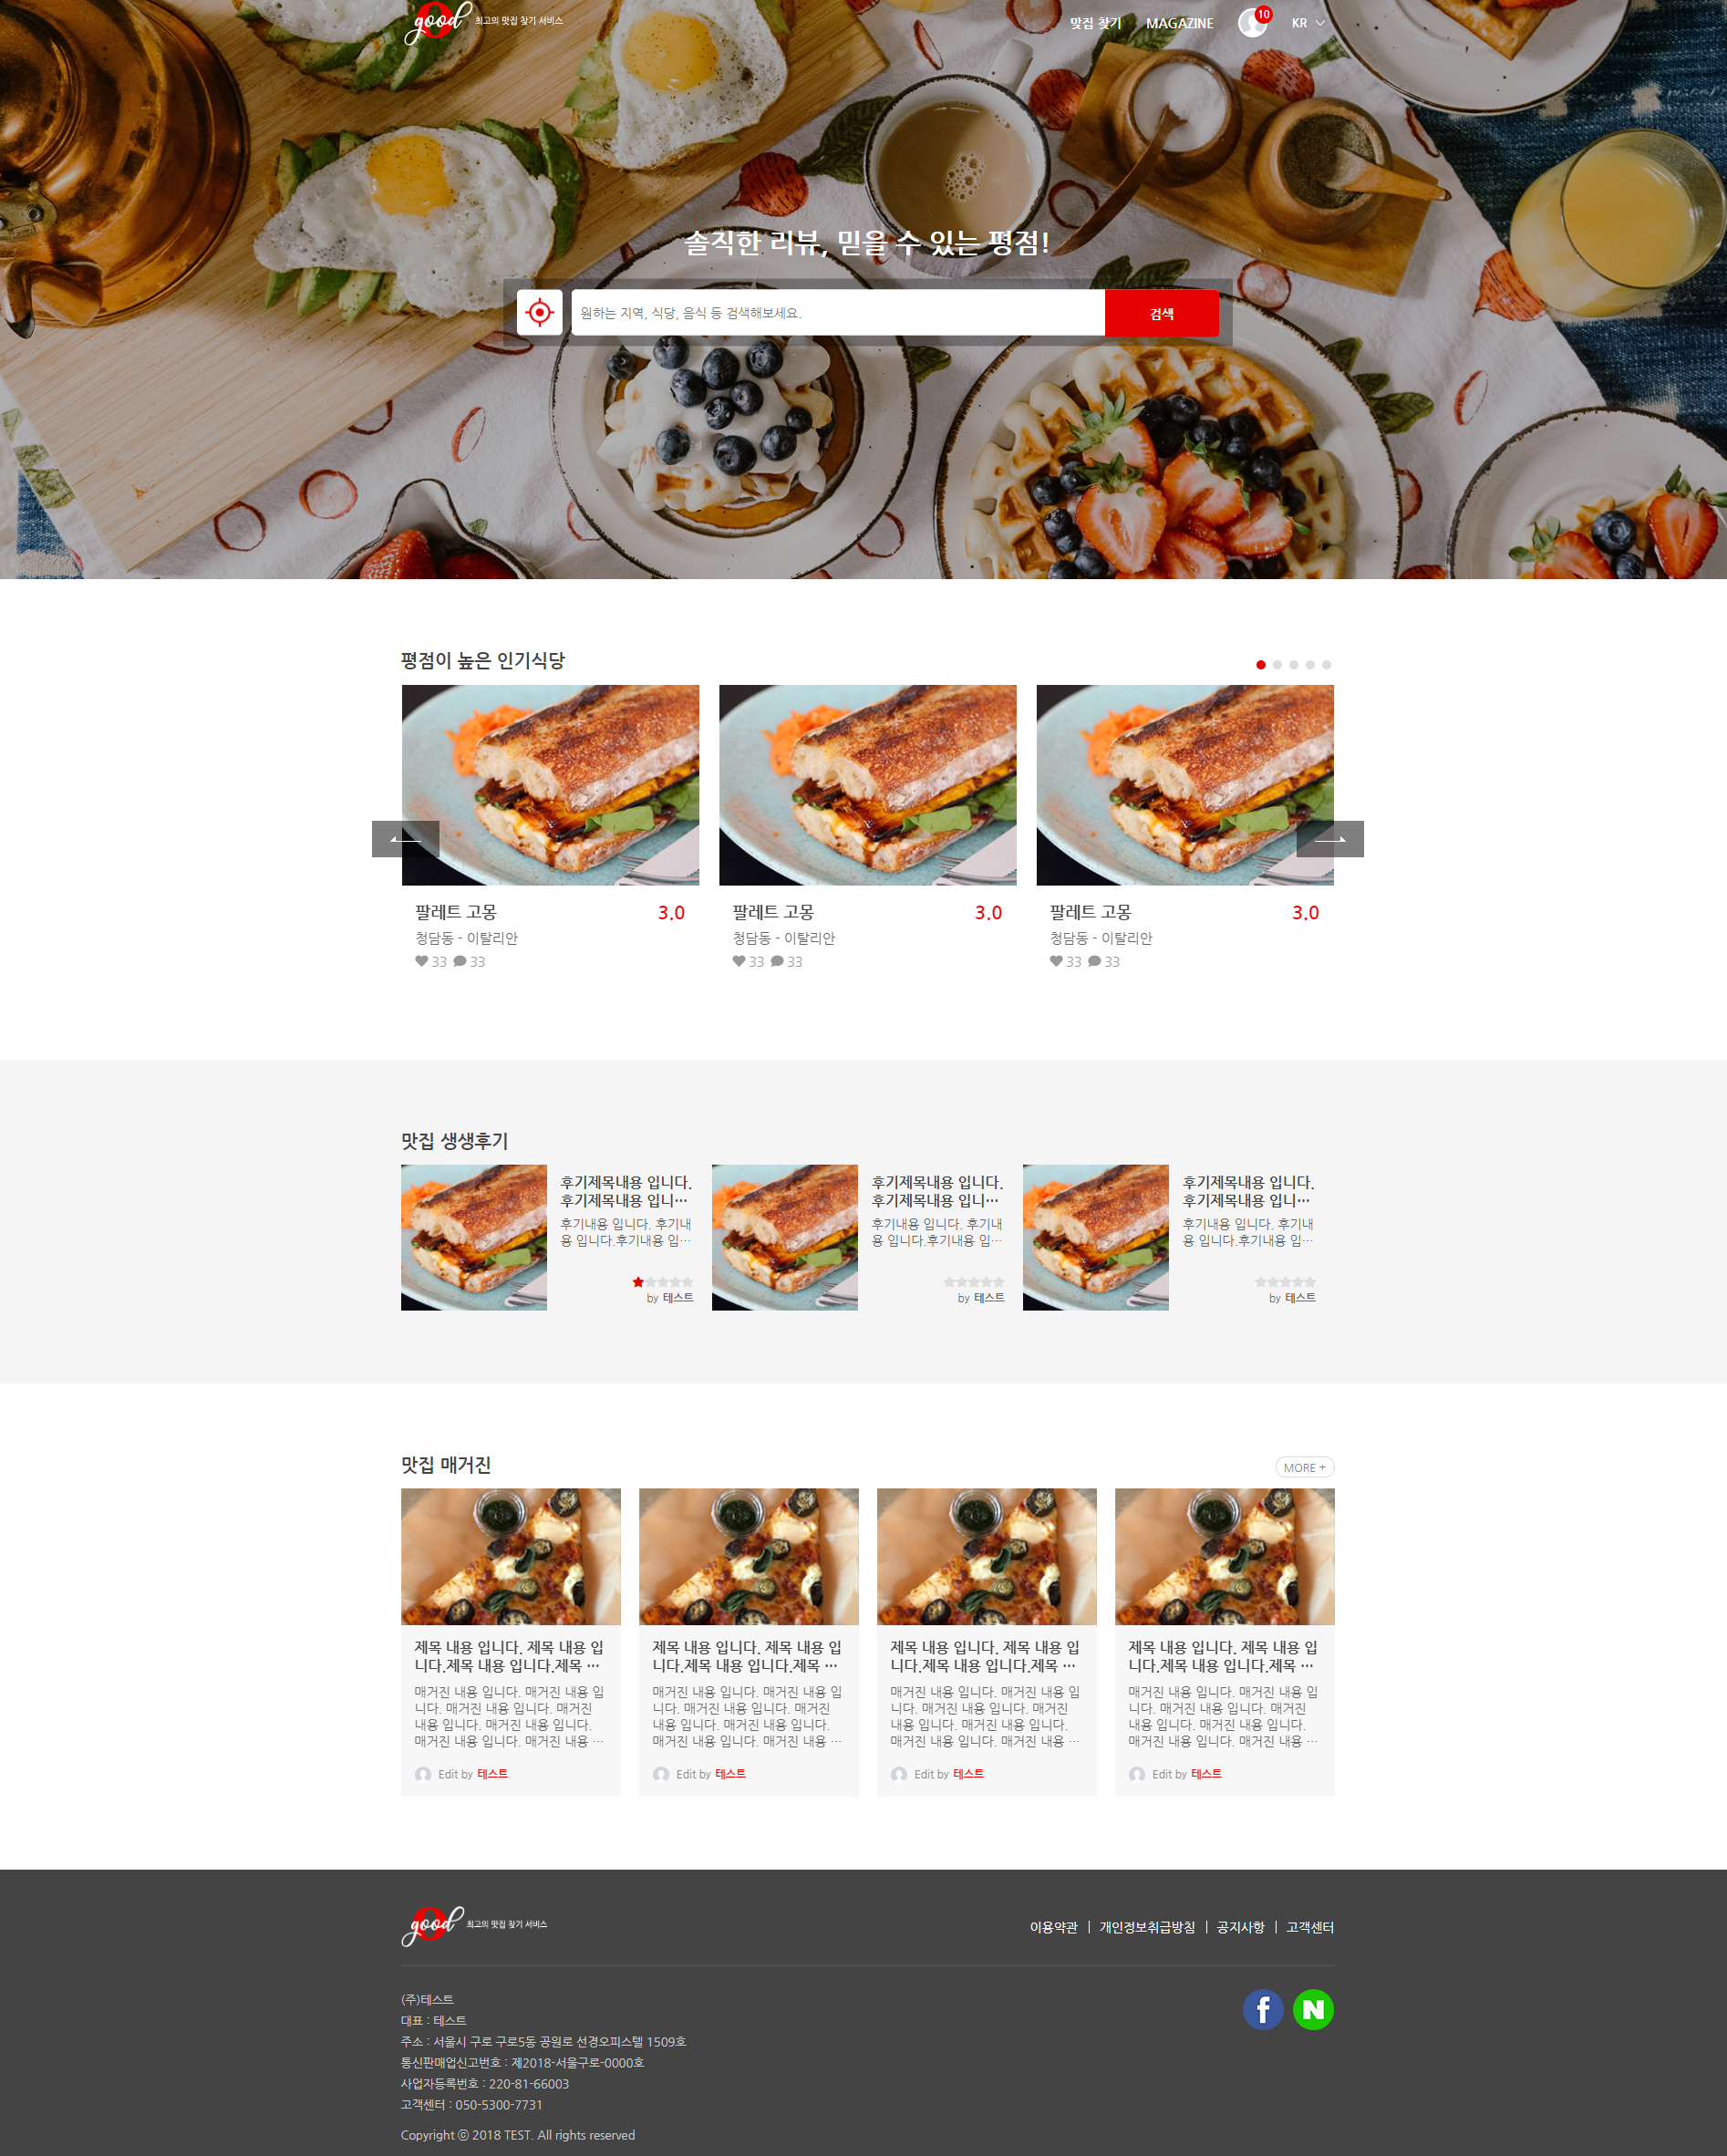 good 최고의 맛집 찾기 서비스
맛집 찾기 MAGAZINE 10 KR
솔직한 리뷰, 믿을 수 있는 평점!
원하는 지역, 식당, 음식 등 검색해보세요. 검색
평점이 높은 인기식당
팔레트 고몽 3.0
청담동 - 이탈리안
33 33
팔레트 고몽 3.0
청담동 - 이탈리안
33 33
팔레트 고몽 3.0
청담동 - 이탈리안
33 33
맛집 생생후기
후기제목내용 입니다.
후기제목내용 입니…
후기내용 입니다. 후기내
용 입니다.후기내용 입…
by 테스트
후기제목내용 입니다.
후기제목내용 입니…
후기내용 입니다. 후기내
용 입니다.후기내용 입…
by 테스트
후기제목내용 입니다.
후기제목내용 입니…
후기내용 입니다. 후기내
용 입니다.후기내용 입…
by 테스트
맛집 매거진 MORE +
제목 내용 입니다. 제목 내용 입
니다.제목 내용 입니다.제목 …
매거진 내용 입니다. 매거진 내용 입
니다. 매거진 내용 입니다. 매거진
내용 입니다. 매거진 내용 입니다.
매거진 내용 입니다. 매거진 내용 …
Edit by 테스트
제목 내용 입니다. 제목 내용 입
니다.제목 내용 입니다.제목 …
매거진 내용 입니다. 매거진 내용 입
니다. 매거진 내용 입니다. 매거진
내용 입니다. 매거진 내용 입니다.
매거진 내용 입니다. 매거진 내용 …
Edit by 테스트
제목 내용 입니다. 제목 내용 입
니다.제목 내용 입니다.제목 …
매거진 내용 입니다. 매거진 내용 입
니다. 매거진 내용 입니다. 매거진
내용 입니다. 매거진 내용 입니다.
매거진 내용 입니다. 매거진 내용 …
Edit by 테스트
제목 내용 입니다. 제목 내용 입
니다.제목 내용 입니다.제목 …
매거진 내용 입니다. 매거진 내용 입
니다. 매거진 내용 입니다. 매거진
내용 입니다. 매거진 내용 입니다.
매거진 내용 입니다. 매거진 내용 …
Edit by 테스트
good 최고의 맛집 찾기 서비스
이용약관 | 개인정보취급방침 | 공지사항 | 고객센터
f N
(주)테스트
대표 : 테스트
주소 : 서울시 구로 구로5동 공원로 선경오피스텔 1509호
통신판매업신고번호 : 제2018-서울구로-0000호
사업자등록번호 : 220-81-66003
고객센터 : 050-5300-7731
Copyright ⓒ 2018 TEST. All rights reserved